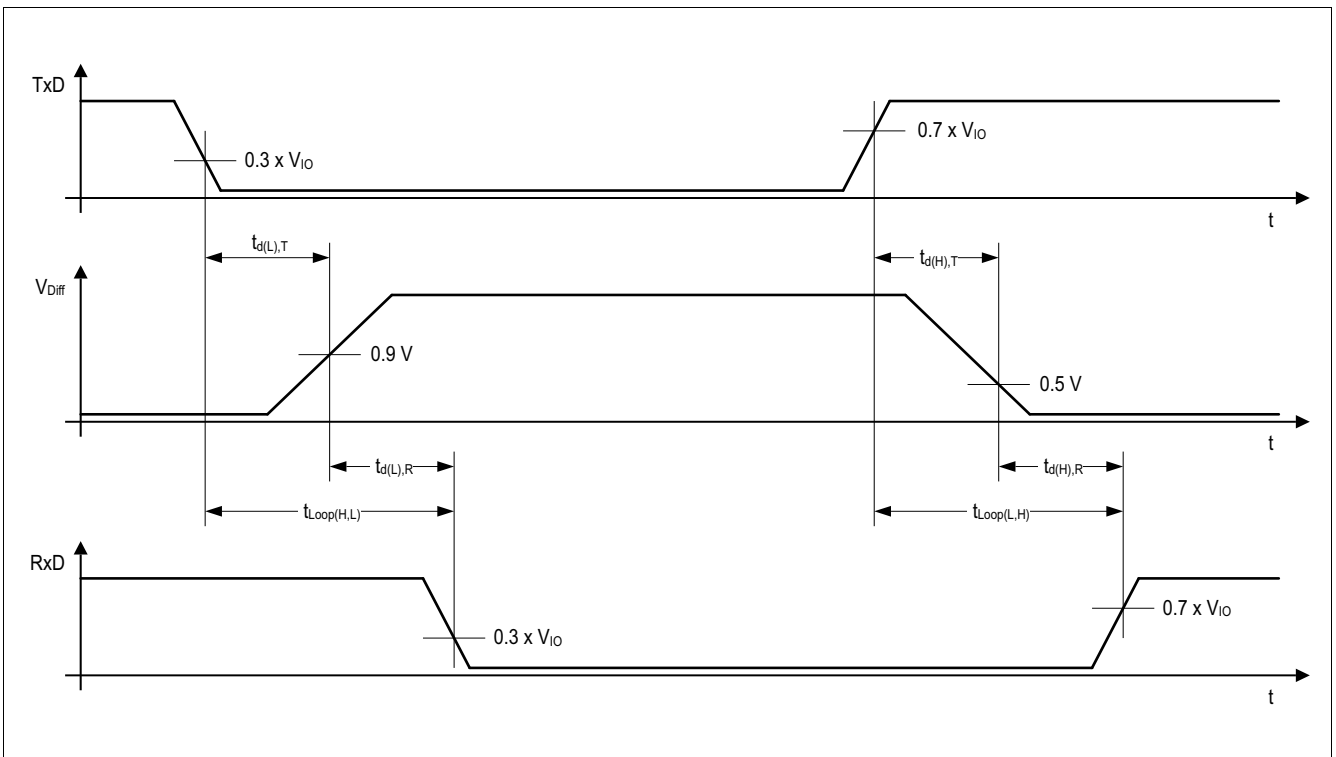 TxD
0.3 x VIO
0.7 x VIO
t
td(L),T
td(H),T
VDiff
0.9 V
0.5 V
t
td(L),R
td(H),R
tLoop(H,L)
tLoop(L,H)
RxD
0.3 x VIO
0.7 x VIO
t